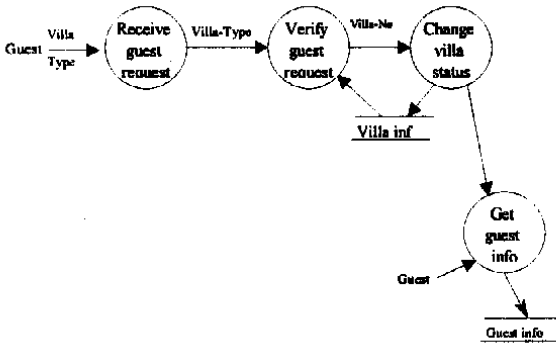 Guest
Villa
Type
Receive
guest
request
Villa-Type
Verify
guest
request
Villa-No
Change
villa
status
Villa inf
Get
guest
info
Guest
Guest info